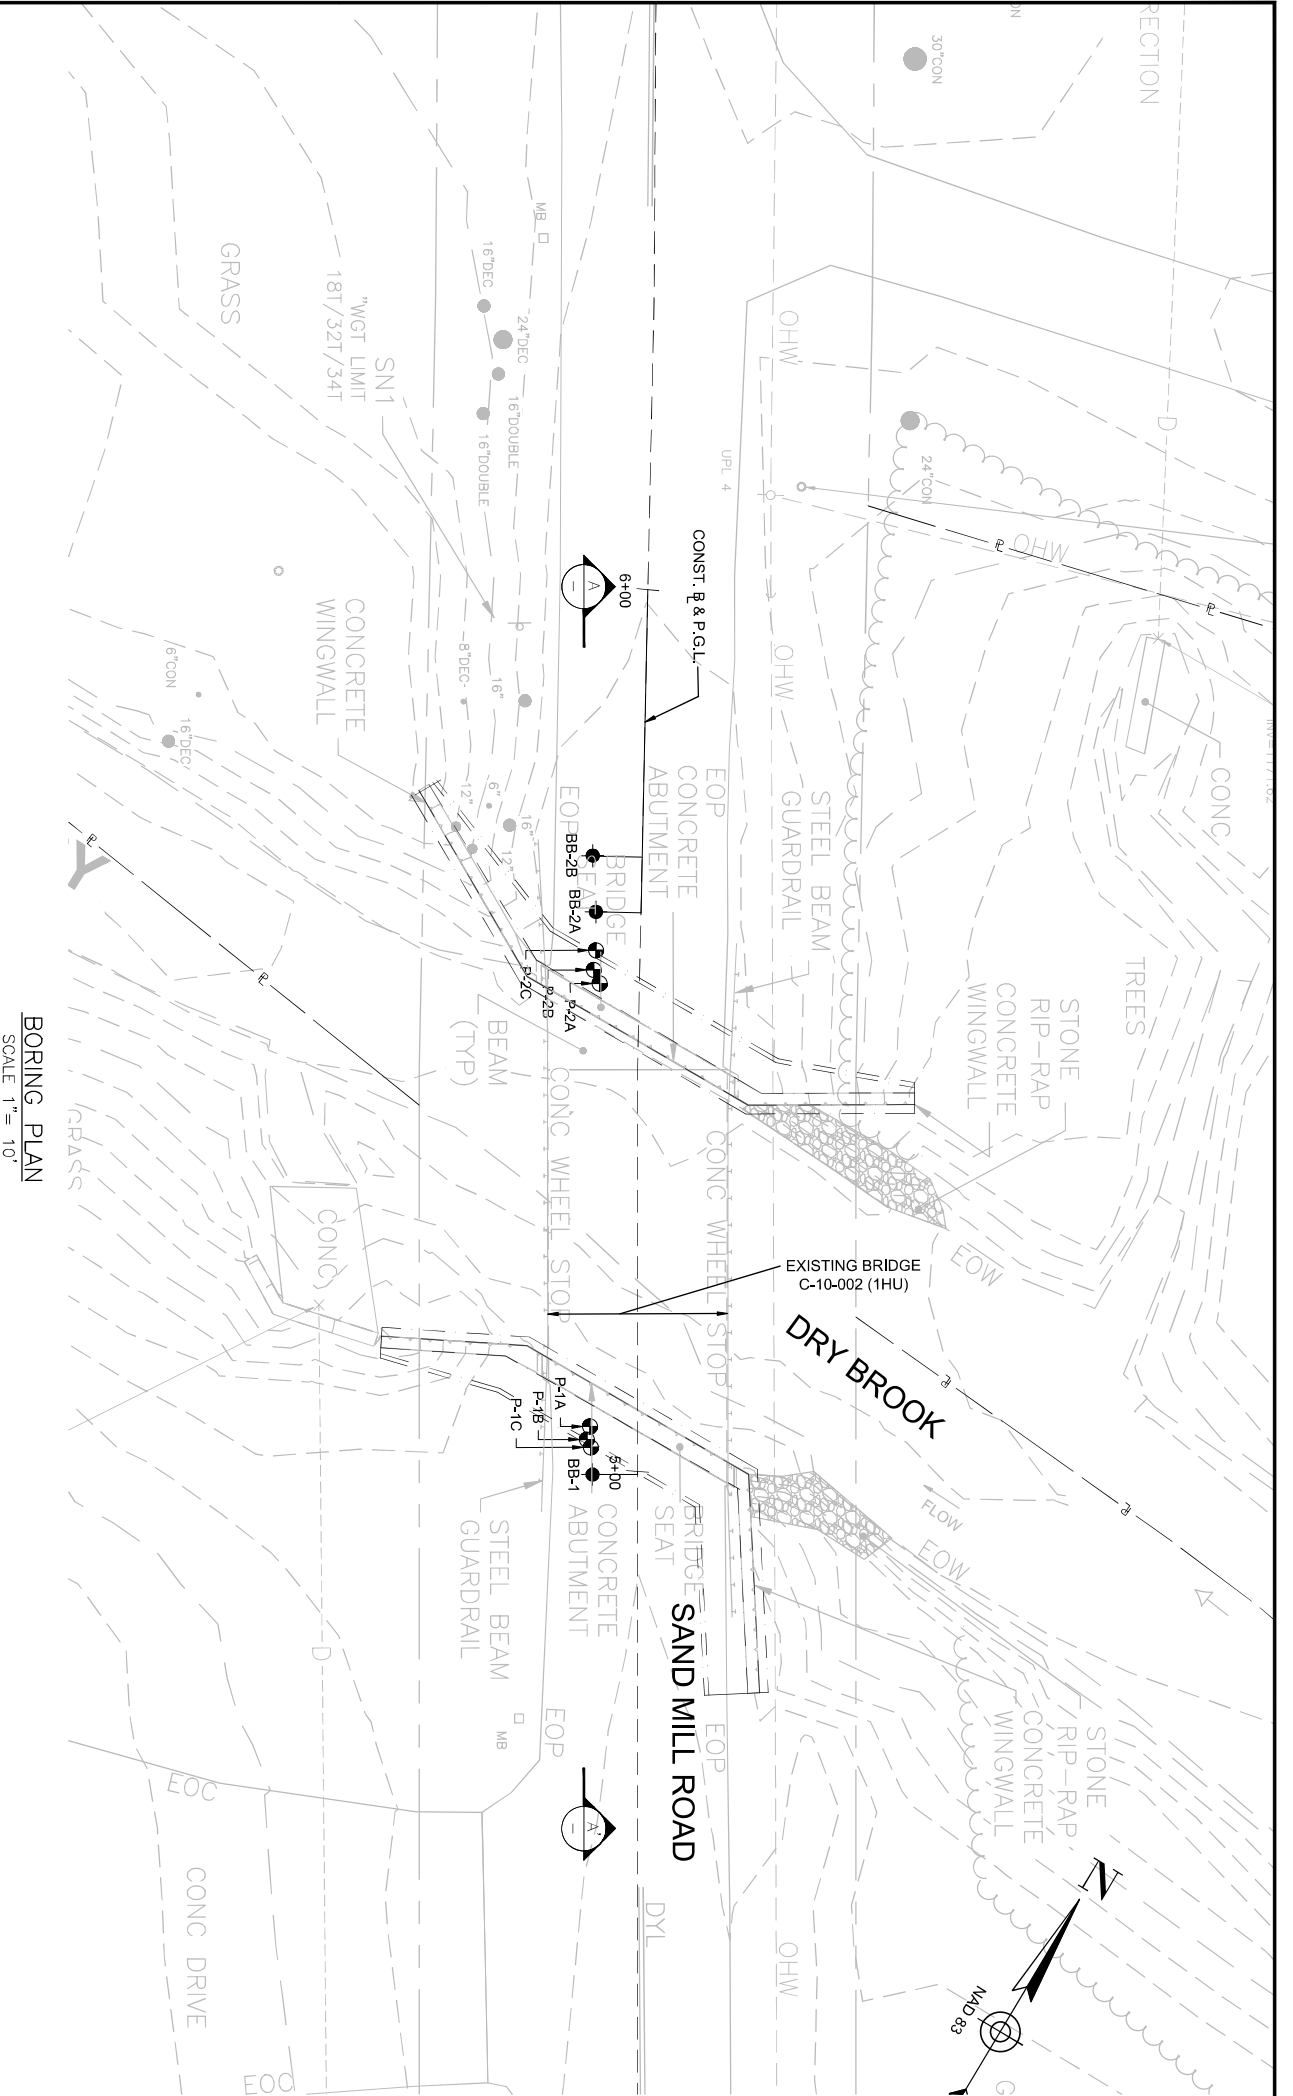 RECTION
30"CON
MB
16"DEC
24"DEC
16"DOUBLE
16"DOUBLE
GRASS
SN1
"WGT LIMIT
18T/32T/34T
OHW
D
24"CON
UPL 4
OHW
℄
℄
CONST. B & P.G.L.
6+00
A
–
OHW
CONC
CONCRETE
WINGWALL
8"DEC
16"
6"CON
16"DEC
12"
6"
16"
12"
EOP
BB-2B
BB-2A
BRIDGE
SEAT
EOP
CONCRETE
ABUTMENT
STEEL BEAM
GUARDRAIL
TREES
STONE
RIP-RAP
CONCRETE
WINGWALL
P-2C
P-2B
P-2A
BEAM
(TYP)
Y
BORING PLAN
SCALE 1"= 10'
GRASS
CONC WHEEL STOP
CONC WHEEL STOP
CONC
EOW
EXISTING BRIDGE
C-10-002 (1HU)
DRY BROOK
FLOW
EOW
P-1A
P-1B
P-1C
BB-1
5+00
CONCRETE
ABUTMENT
BRIDGE
SEAT
STEEL BEAM
GUARDRAIL
SAND MILL ROAD
STONE
RIP-RAP
CONCRETE
WINGWALL
D
MB
EOP
EOP
EOC
A'
–
CONC DRIVE
DYL
OHW
EOC
N
NAD 83
G